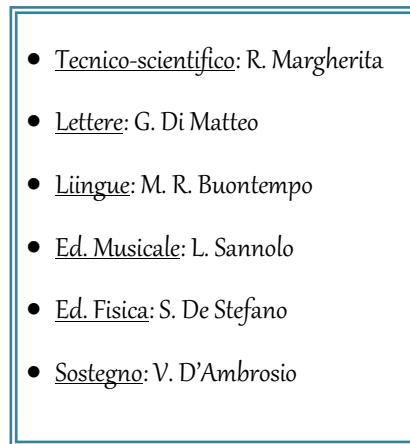 • Tecnico-scientifico: R. Margherita
• Lettere: G. Di Matteo
• Liingue: M. R. Buontempo
• Ed. Musicale: L. Sannolo
• Ed. Fisica: S. De Stefano
• Sostegno: V. D'Ambrosio